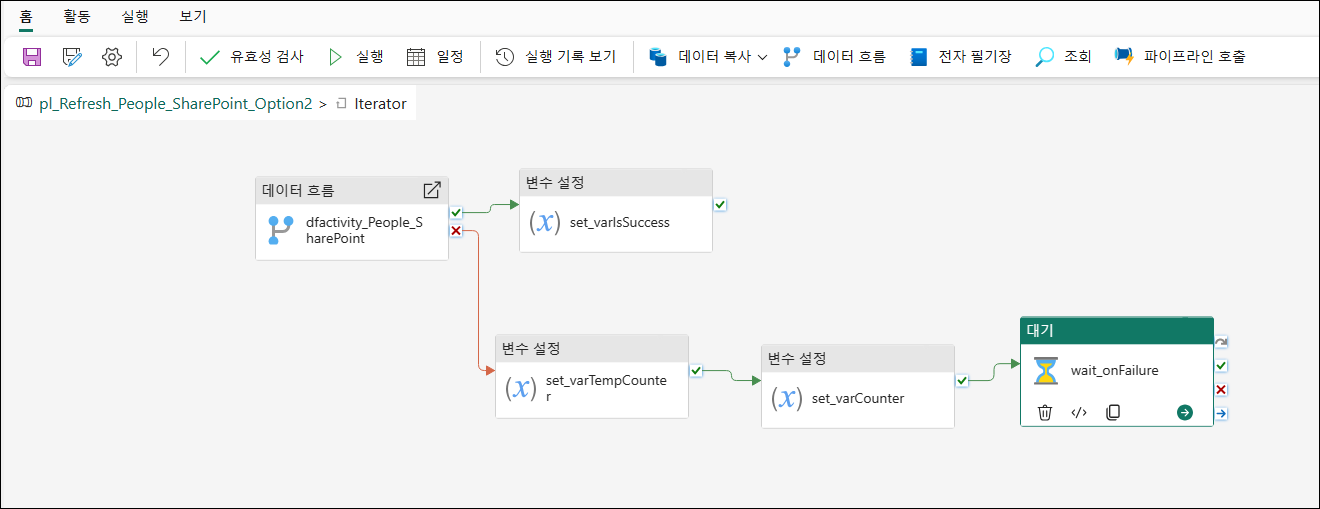 홈 활동 실행 보기
유효성 검사 실행 일정 실행 기록 보기 데이터 복사 데이터 흐름 전자 필기장 조회 파이프라인 호출
pl_Refresh_People_SharePoint_Option2 > Iterator
데이터 흐름
dfactivity_People_S
harePoint
변수 설정
(x) set_varIsSuccess
변수 설정
(x) set_varTempCounte
r
변수 설정
(x) set_varCounter
대기
wait_onFailure